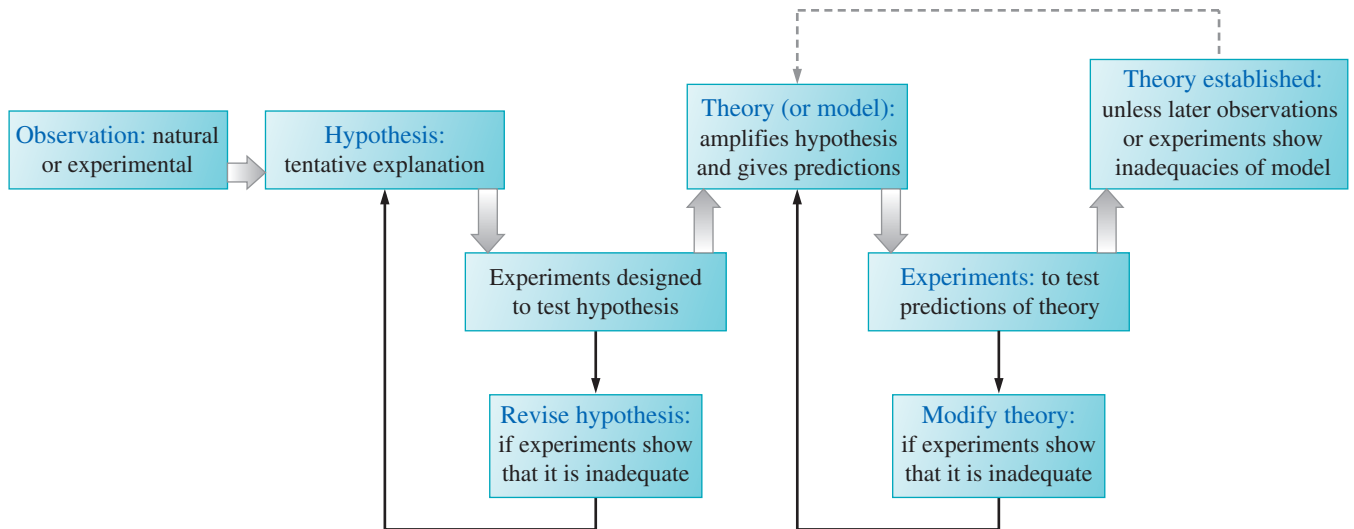 Observation: natural
or experimental
Hypothesis:
tentative explanation
Experiments designed
to test hypothesis
Revise hypothesis:
if experiments show
that it is inadequate
Theory (or model):
amplifies hypothesis
and gives predictions
Experiments: to test
predictions of theory
Modify theory:
if experiments show
that it is inadequate
Theory established:
unless later observations
or experiments show
inadequacies of model